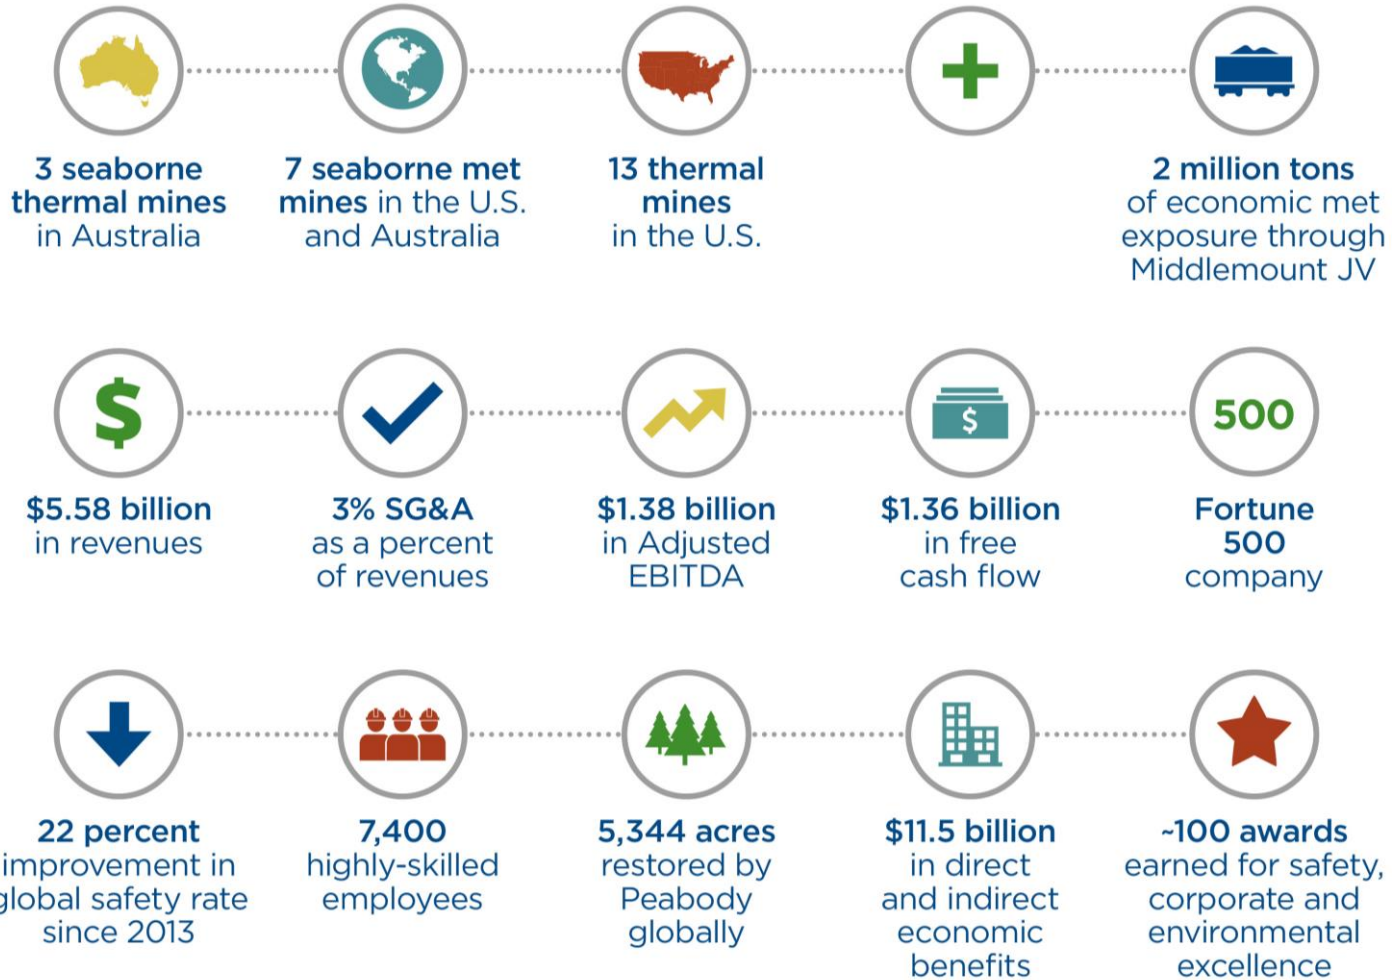 3 seaborne
thermal mines
in Australia
7 seaborne met
mines in the U.S.
and Australia
13 thermal
mines
in the U.S.
2 million tons
of economic met
exposure through
Middlemount JV
$
$
500
$5.58 billion
in revenues
3% SG&A
as a percent
of revenues
$1.38 billion
in Adjusted
EBITDA
$1.36 billion
in free
cash flow
Fortune
500
company
22 percent
improvement in
global safety rate
since 2013
7,400
highly-skilled
employees
5,344 acres
restored by
Peabody
globally
$11.5 billion
in direct
and indirect
economic
benefits
~100 awards
earned for safety,
corporate and
environmental
excellence